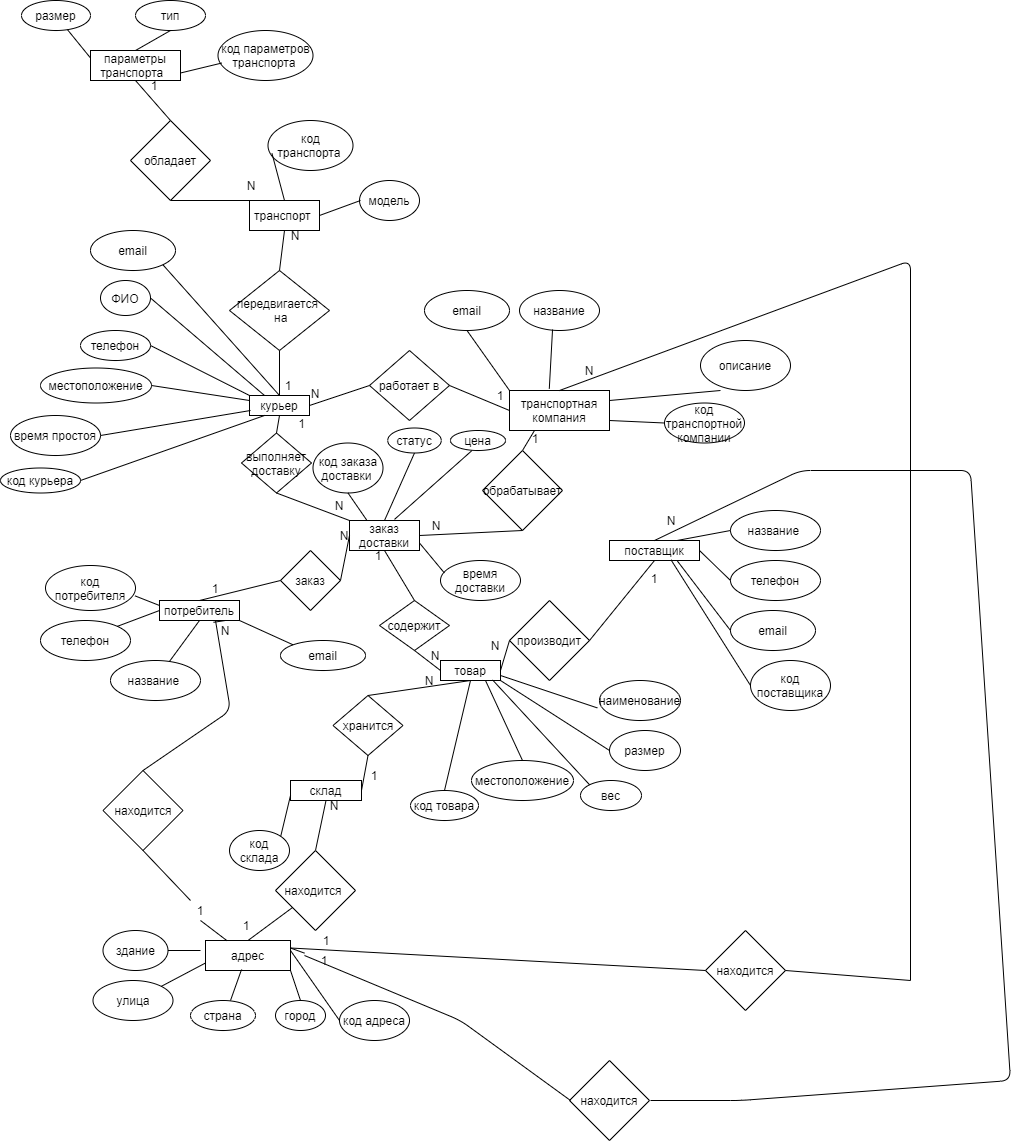 размер
тип
параметры
транспорта
код параметров
транспорта
1
обладает
код
транспорта
N
модель
транспорт
N
email
ФИО
передвигается
на
телефон
местоположение
1
N
курьер
работает в
email
название
N
описание
1
транспортная
компания
код
транспортной
компании
время простоя
1
код курьера
выполняет
доставку
код заказа
доставки
статус
цена
1
обрабатывает
N
N
N
заказ
доставки
1
N
поставщик
название
1
телефон
код
потребителя
1
заказ
время
доставки
потребитель
N
телефон
название
email
содержит
N
N
производит
email
товар
N
код
поставщика
наименование
размер
хранится
1
местоположение
вес
код товара
склад
N
находится
код
склада
находится
1
1
1
1
здание
адрес
находится
улица
страна
город
код адреса
находится